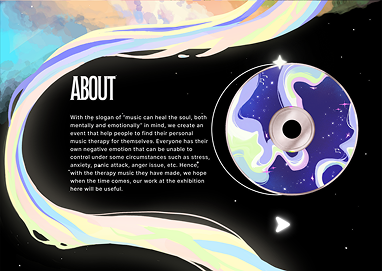 ABOUT
With the slogan of "music can heal the soul, both
mentally and emotionally" in mind, we create an
event that help people to find their personal
music therapy for themselves. Everyone has their
own negative emotion that can be unable to
control under some circumstances such as stress,
anxiety, panic attack, anger issue, etc. Hence,
with the therapy music they have made, we hope
when the time comes, our work at the exhibition
here will be useful.